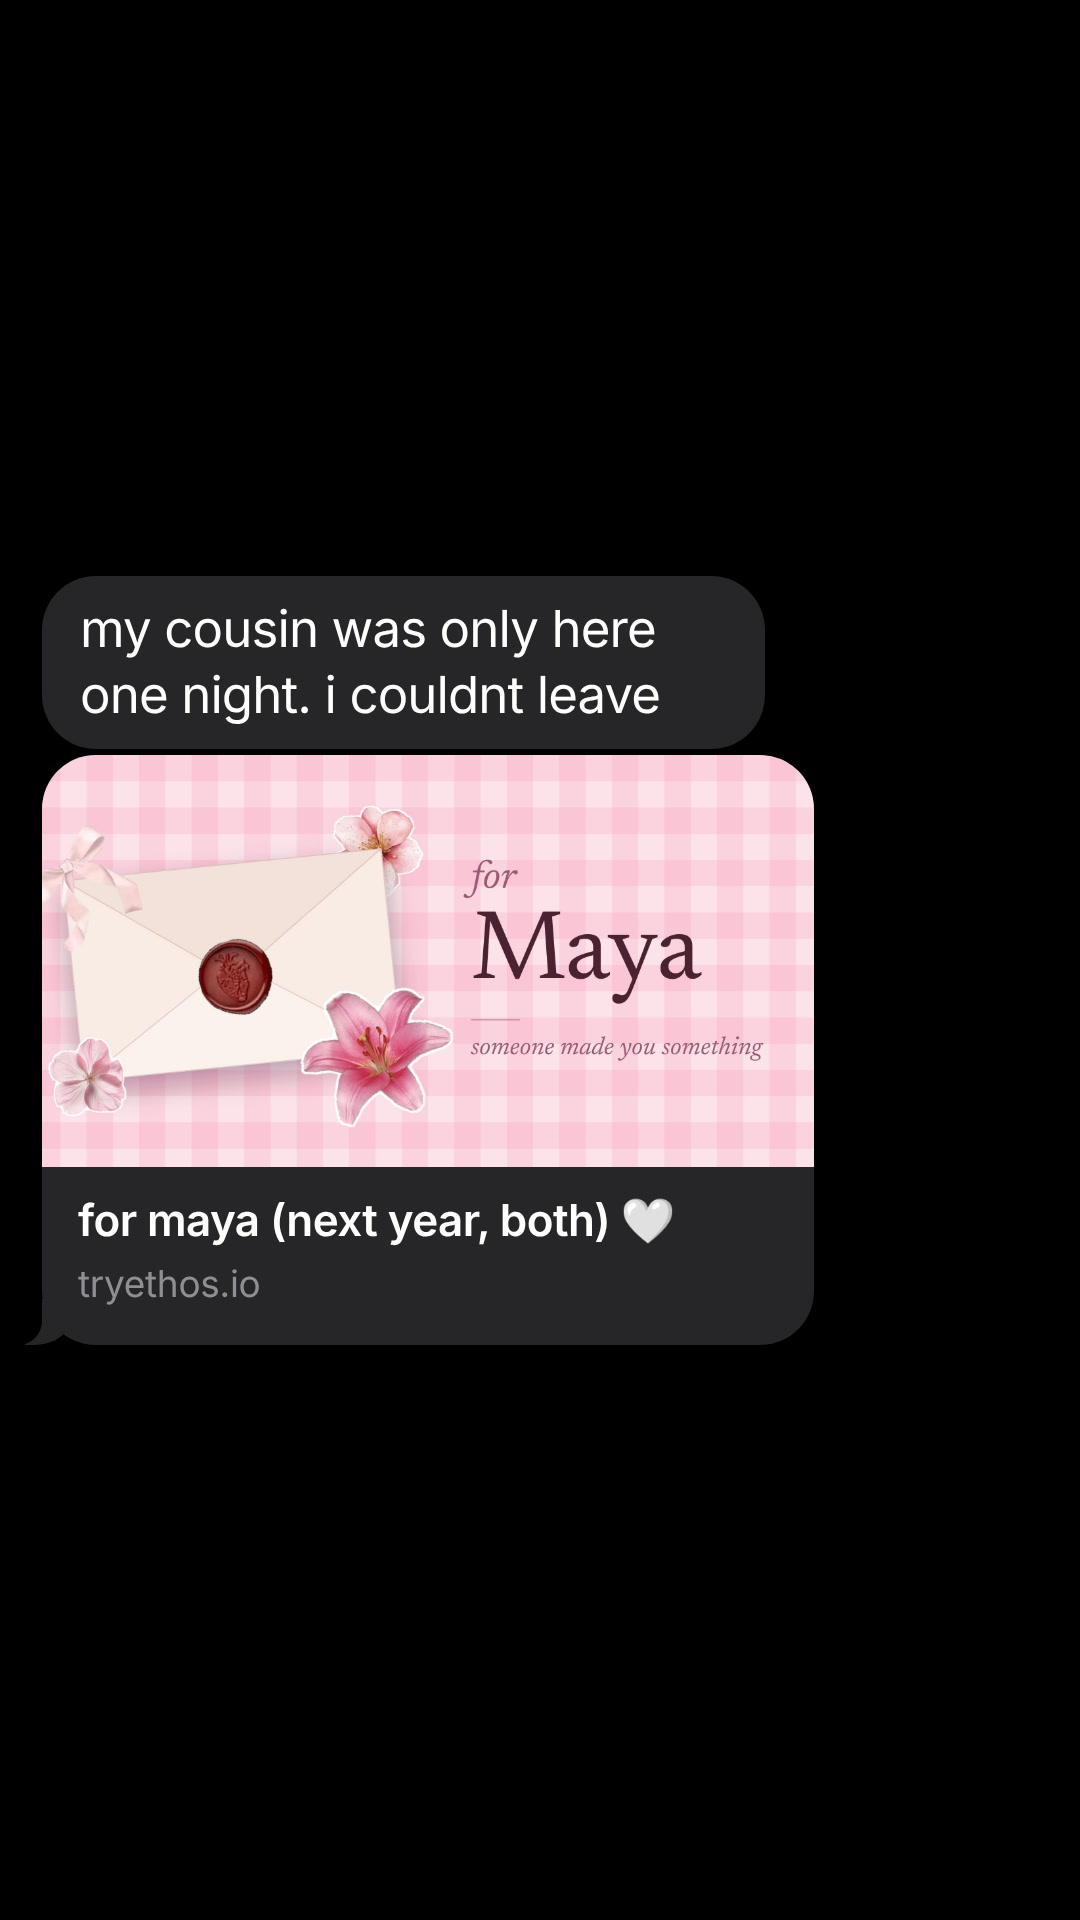 my cousin was only here
one night. i couldnt leave
for
Maya
someone made you something
for maya (next year, both) 🤍
tryethos.io